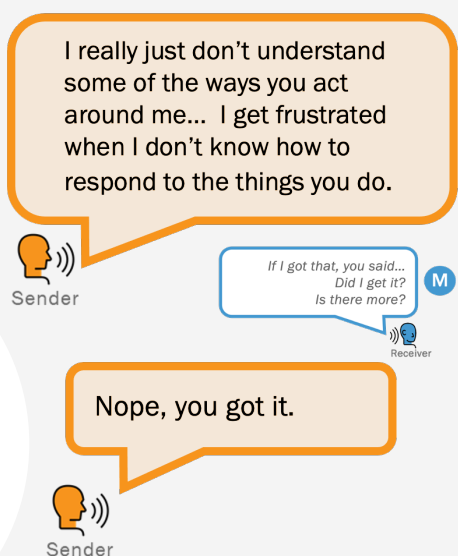 I really just don’t understand
some of the ways you act
around me... I get frustrated
when I don’t know how to
respond to the things you do.
Sender
If I got that, you said...
Did I get it?
Is there more?
M
Receiver
Nope, you got it.
Sender